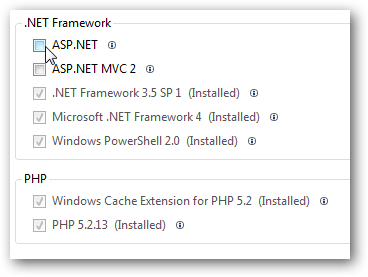 .NET Framework
ASP.NET
ASP.NET MVC 2
.NET Framework 3.5 SP 1 (Installed)
Microsoft .NET Framework 4 (Installed)
Windows PowerShell 2.0 (Installed)
PHP
Windows Cache Extension for PHP 5.2 (Installed)
PHP 5.2.13 (Installed)